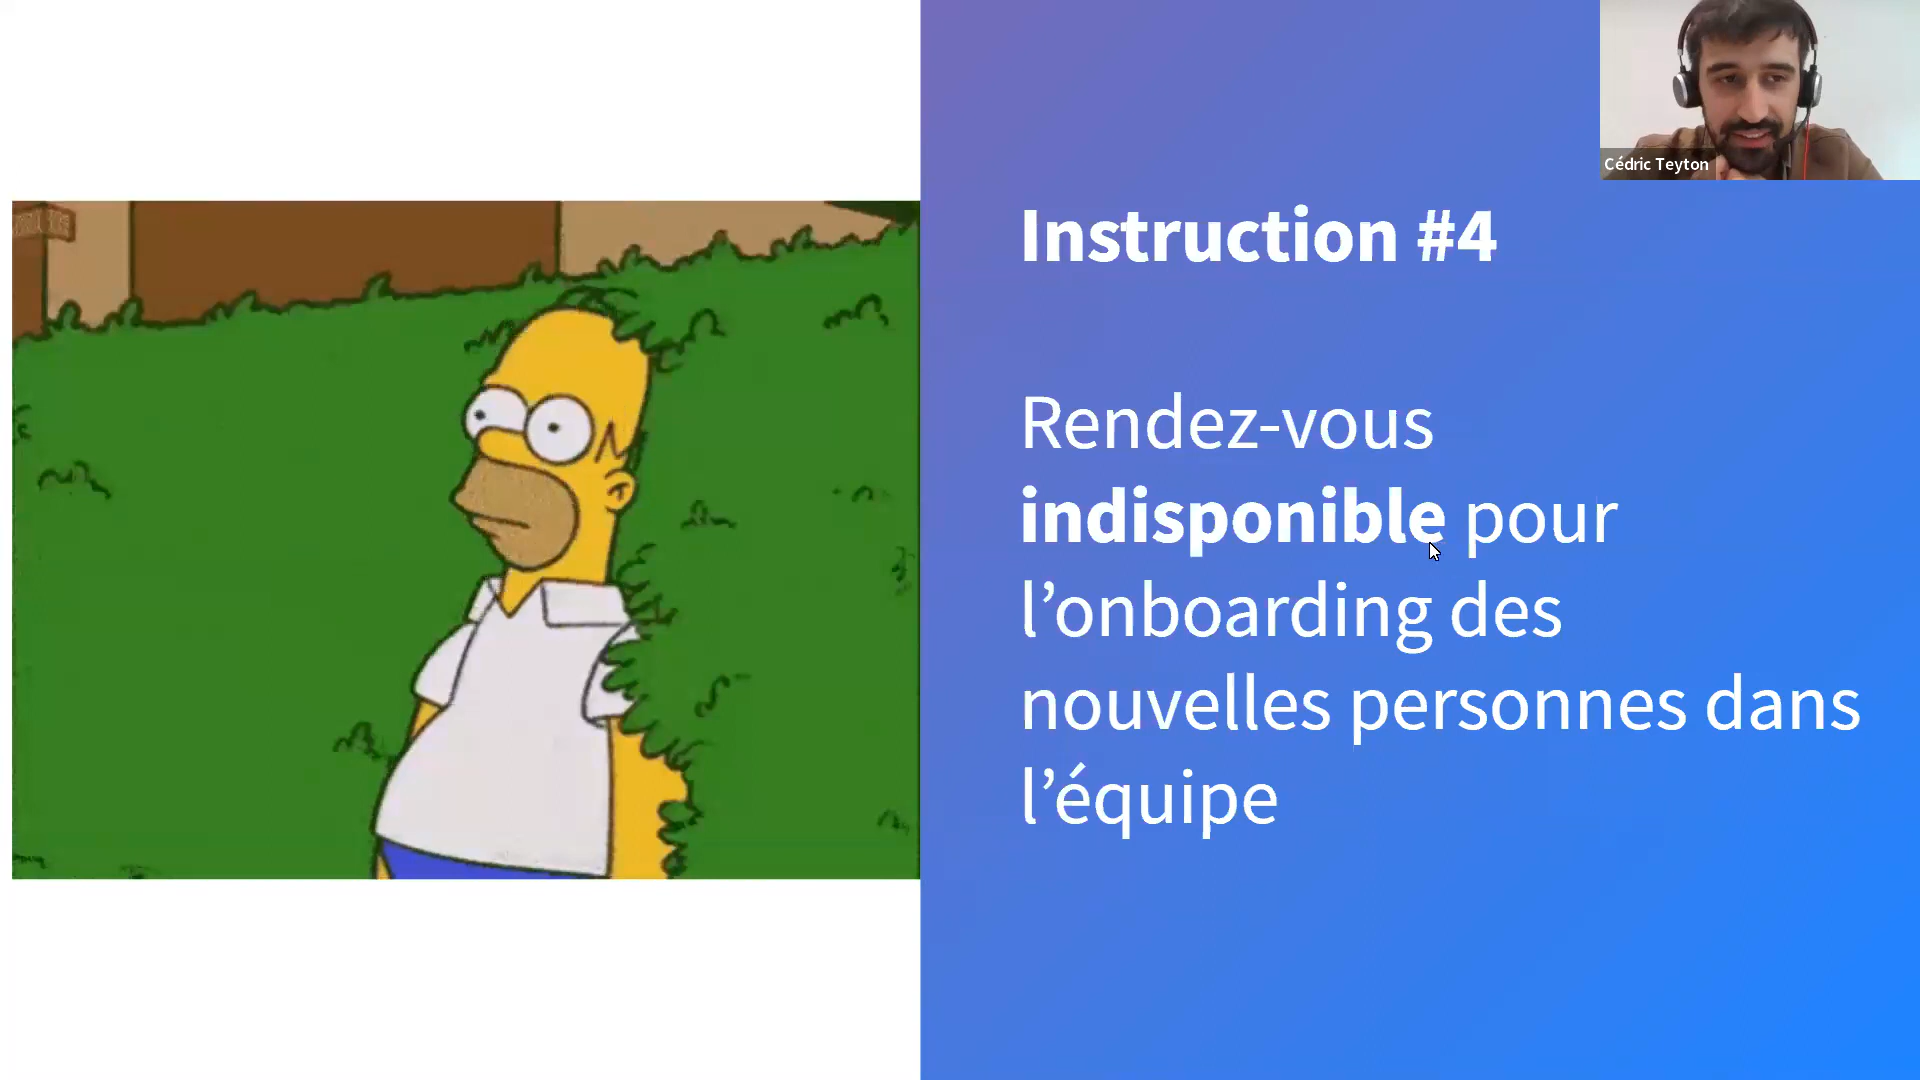 Cédric Teyton
Instruction #4
Rendez-vous
indisponible pour
l’onboarding des
nouvelles personnes dans
l’équipe